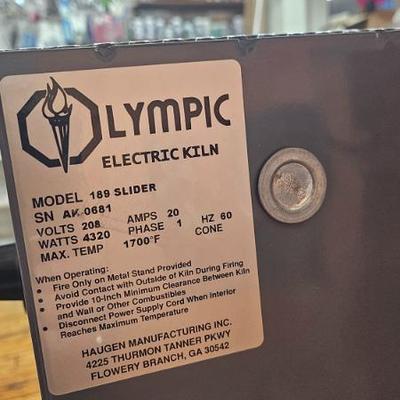 OLYMPIC
ELECTRIC KILN
MODEL 189 SLIDER
SN AK-0681
VOLTS 208 AMPS 20 HZ 60
WATTS 4320 PHASE 1 CONE
MAX. TEMP 1700°F
When Operating:
• Fire Only on Metal Stand Provided
• Avoid Contact with Outside of Kiln During Firing
• Provide 10-Inch Minimum Clearance Between Kiln
and Wall or Other Combustibles
• Disconnect Power Supply Cord When Interior
Reaches Maximum Temperature
HAUGEN MANUFACTURING INC.
4225 THURMON TANNER PKWY
FLOWERY BRANCH, GA 30542